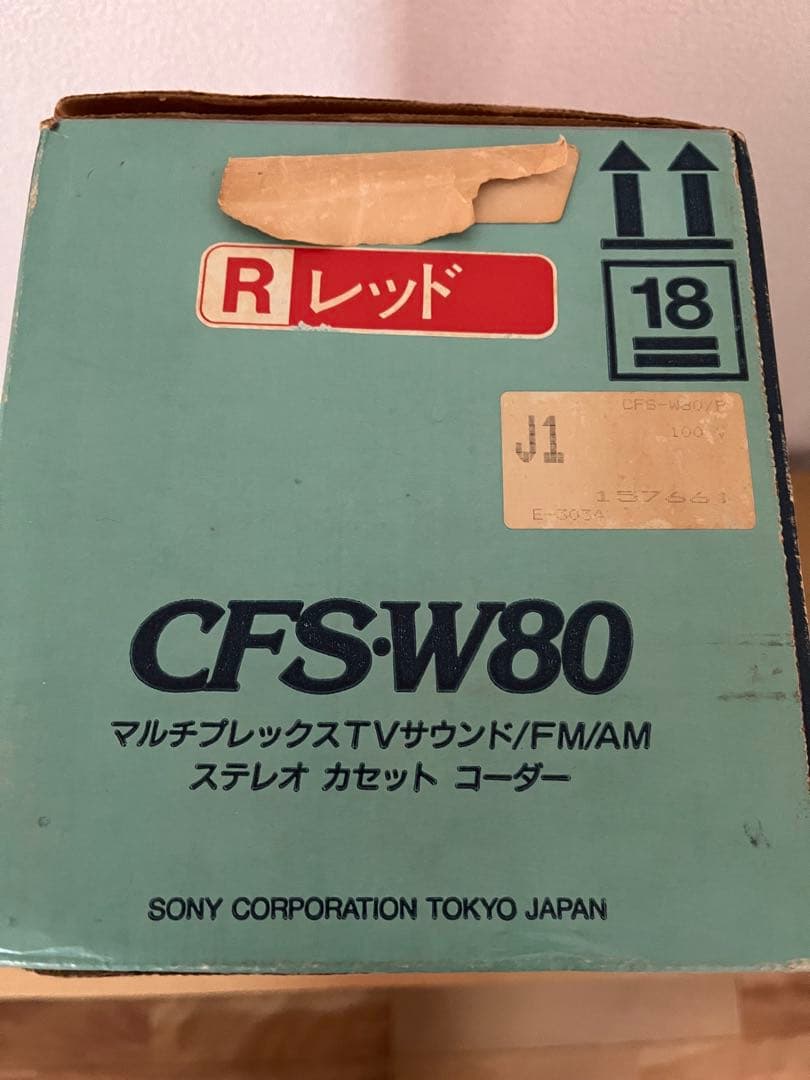 R レッド
18
CFS-W80/R
J1
100 V
157661
E-3034
CFS·W80
マルチプレックスTVサウンド/FM/AM
ステレオ カセット コーダー
SONY CORPORATION TOKYO JAPAN